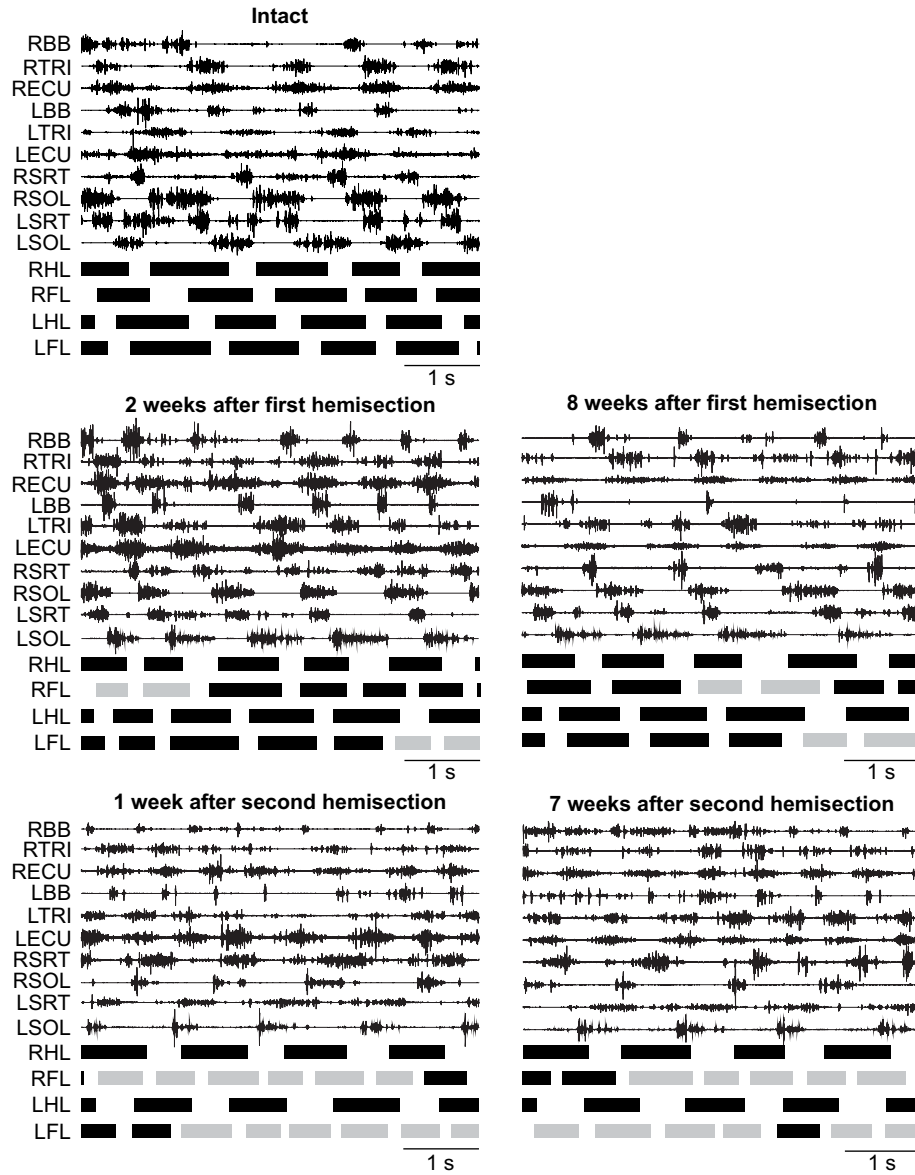 Intact
RBB
RTRI
RECU
LBB
LTRI
LECU
RSRT
RSOL
LSRT
LSOL
RHL
RFL
LHL
LFL
1 s
2 weeks after first hemisection
RBB
RTRI
RECU
LBB
LTRI
LECU
RSRT
RSOL
LSRT
LSOL
RHL
RFL
LHL
LFL
1 s
8 weeks after first hemisection
1 s
1 week after second hemisection
RBB
RTRI
RECU
LBB
LTRI
LECU
RSRT
RSOL
LSRT
LSOL
RHL
RFL
LHL
LFL
1 s
7 weeks after second hemisection
1 s